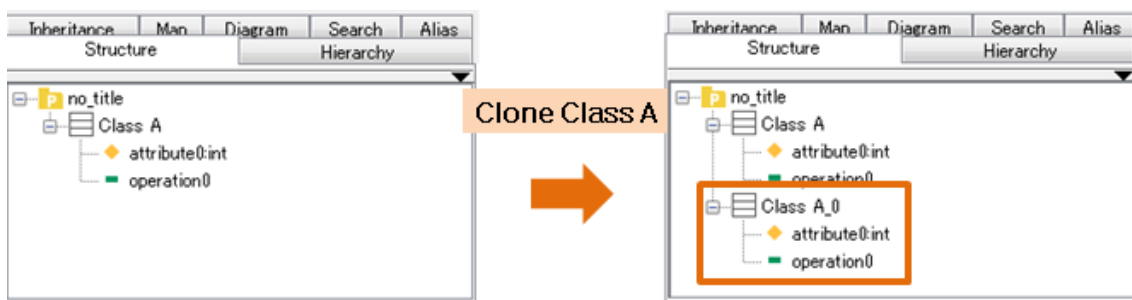 Inheritance Map Diagram Search Alias
Structure Hierarchy
no_title
Class A
attribute0:int
operation0
Clone Class A
Inheritance Map Diagram Search Alias
Structure Hierarchy
no_title
Class A
attribute0:int
operation0
Class A_0
attribute0:int
operation0